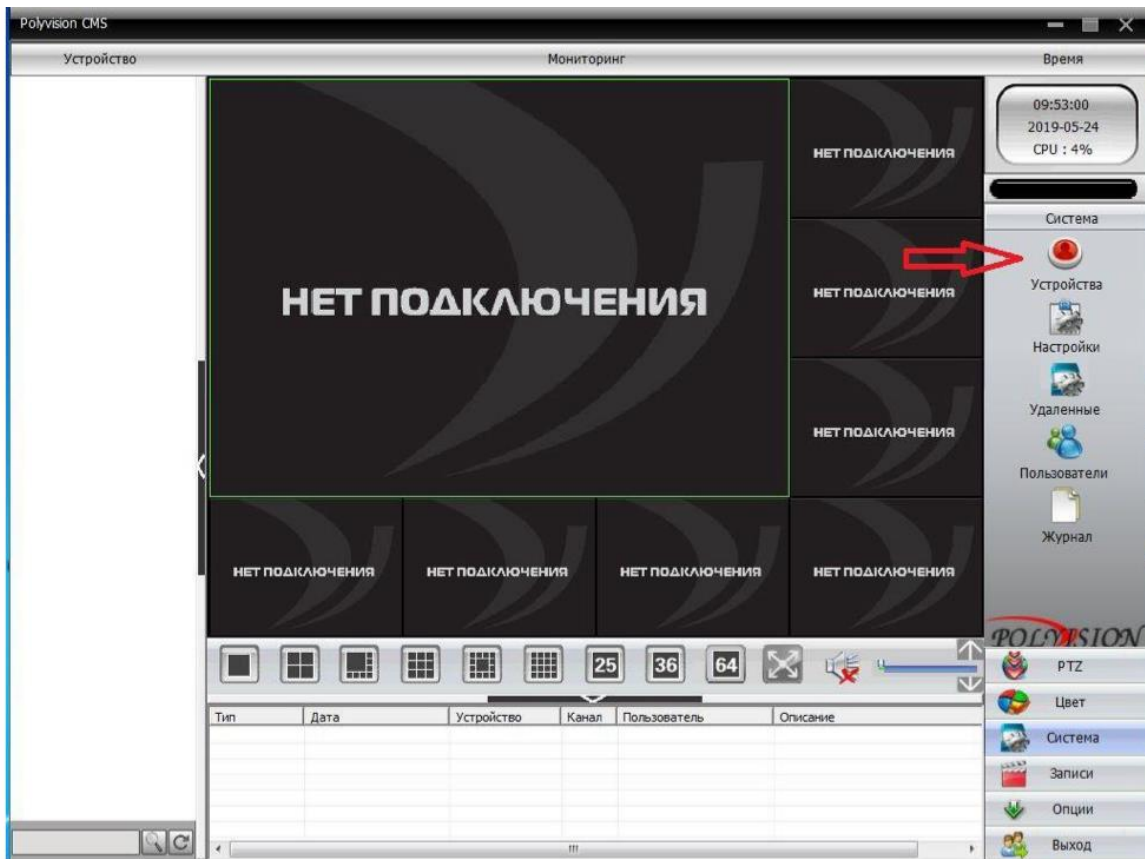 Polyvision CMS
Устройство
Мониторинг
Время
НЕТ ПОДКЛЮЧЕНИЯ
НЕТ ПОДКЛЮЧЕНИЯ
НЕТ ПОДКЛЮЧЕНИЯ
НЕТ ПОДКЛЮЧЕНИЯ
НЕТ ПОДКЛЮЧЕНИЯ
НЕТ ПОДКЛЮЧЕНИЯ
НЕТ ПОДКЛЮЧЕНИЯ
НЕТ ПОДКЛЮЧЕНИЯ
09:53:00
2019-05-24
CPU : 4%
Система
Устройства
Настройки
Удаленные
Пользователи
Журнал
POLYVISION
25
36
64
Тип
Дата
Устройство
Канал
Пользователь
Описание
PTZ
Цвет
Система
Записи
Опции
Выход